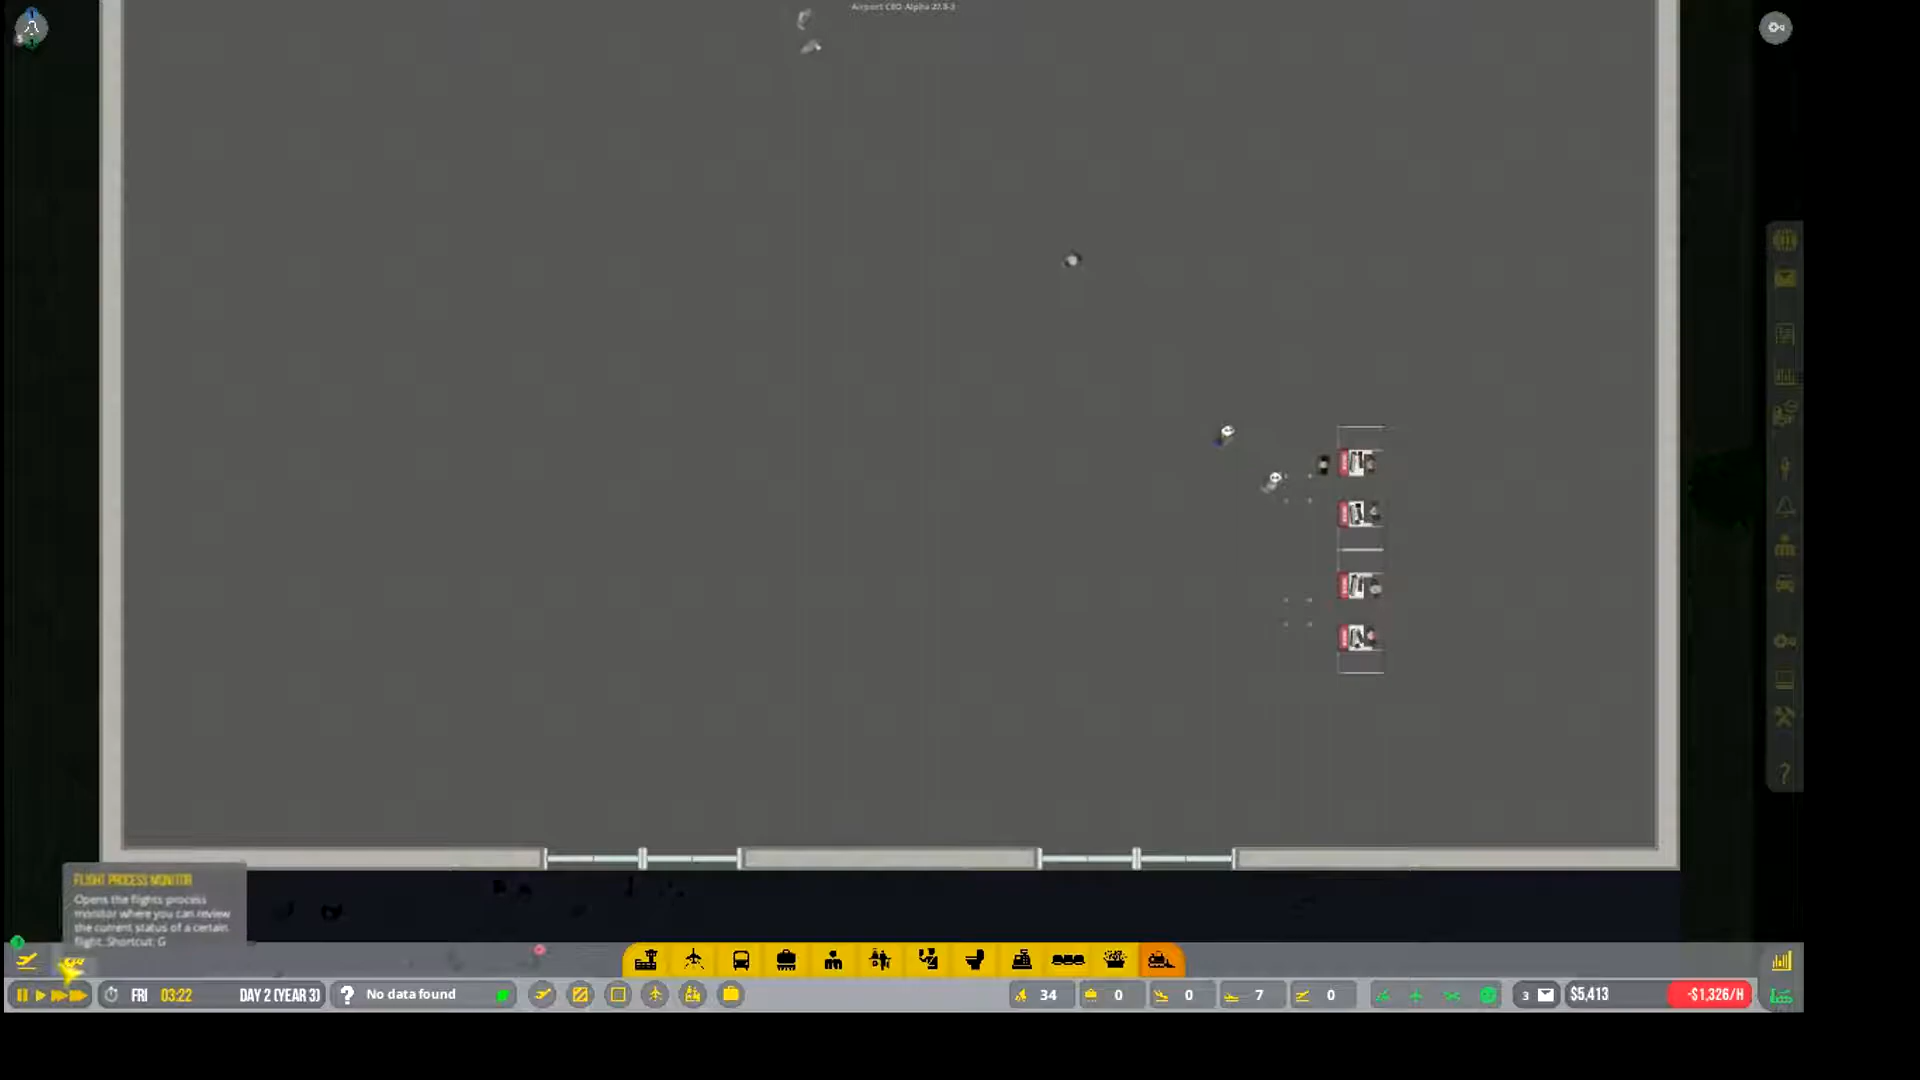 Airport CEO Alpha 27.8-3
FLIGHT PROCESS MONITOR
Opens the flights process
monitor where you can review
the current status of a certain
flight. Shortcut: G
FRI 03:22 DAY 2 (YEAR 3) ? No data found 34 0 0 7 0 3 $5,413 -$1,326/H
?